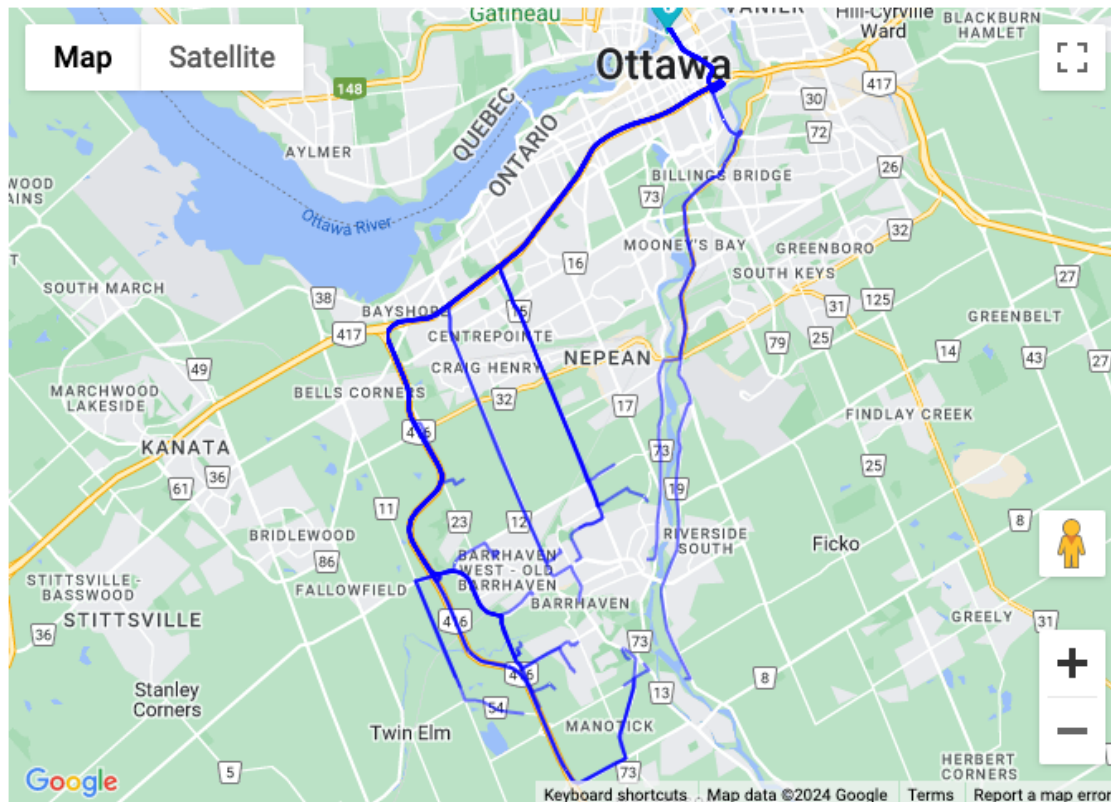 Gatineau
VANIER
Hill-Cyrville
Ward
BLACKBURN
HAMLET
Map
Satellite
Ottawa
148
417
QUEBEC
ONTARIO
30
72
AYLMER
26
BILLINGS BRIDGE
73
WOOD
AINS
Ottawa River
MOONEY'S BAY
32
GREENBORO
16
SOUTH KEYS
27
SOUTH MARCH
38
125
31
BAYSHORE
15
GREENBELT
417
CENTREPOINTE
25
79
NEPEAN
14
43
27
49
CRAIG HENRY
MARCHWOOD
LAKESIDE
BELLS CORNERS
32
17
FINDLAY CREEK
416
KANATA
73
36
25
61
19
11
23
12
8
BRIDLEWOOD
RIVERSIDE
SOUTH
Ficko
BARRHAVEN
WEST - OLD
BARRHAVEN
86
STITTSVILLE -
BASSWOOD
FALLOWFIELD
BARRHAVEN
STITTSVILLE
416
GREELY
31
36
73
416
8
Stanley
Corners
13
54
MANOTICK
Twin Elm
5
73
HERBERT
CORNERS
Google
Keyboard shortcuts
Map data ©2024 Google
Terms
Report a map error